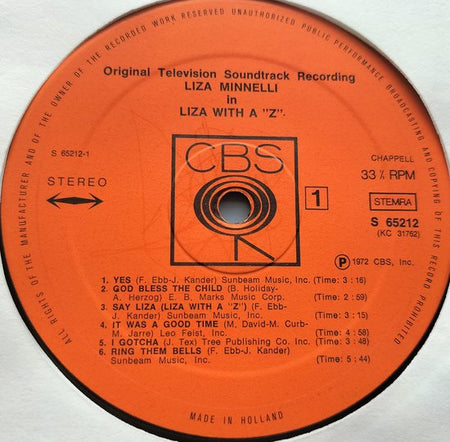 ALL RIGHTS OF THE MANUFACTURER AND OF THE OWNER OF THE RECORDED WORK RESERVED UNAUTHORIZED PUBLIC PERFORMANCE BROADCASTING AND COPYING OF THIS RECORD PROHIBITED
Original Television Soundtrack Recording
LIZA MINNELLI
in
LIZA WITH A "Z".
S 65212-1
STEREO
CBS
1
CHAPPELL
33⅓ RPM
STEMRA
S 65212
(KC 31762)
Ⓟ 1972 CBS, Inc.
1. YES (F. Ebb-J. Kander) Sunbeam Music, Inc. (Time: 3 : 16)
2. GOD BLESS THE CHILD (B. Holiday-
A. Herzog) E. B. Marks Music Corp. (Time: 2 : 59)
3. SAY LIZA (LIZA WITH A "Z") (F. Ebb-
J. Kander) Sunbeam Music, Inc. (Time: 3 : 15)
4. IT WAS A GOOD TIME (M. David-M. Curb-
M. Jarre) Leo Feist, Inc. (Time: 4 : 58)
5. I GOTCHA (J. Tex) Tree Publishing Co. Inc. (Time: 3 : 48)
6. RING THEM BELLS (F. Ebb-J. Kander)
Sunbeam Music, Inc. (Time: 5 : 44)
MADE IN HOLLAND